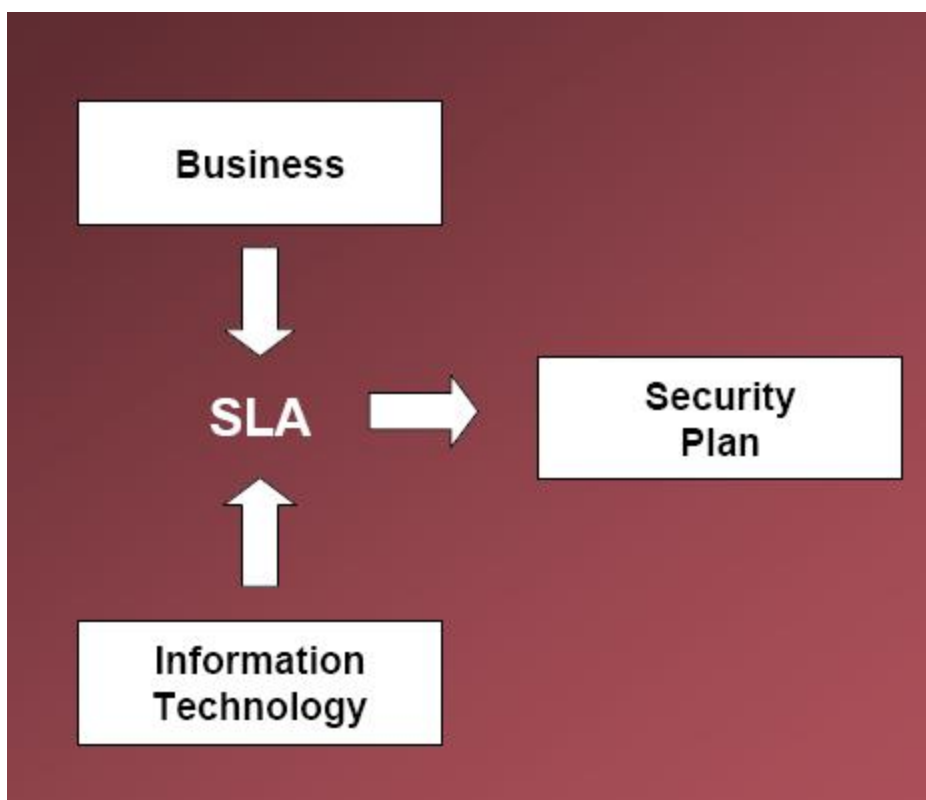 Business
SLA
Security
Plan
Information
Technology